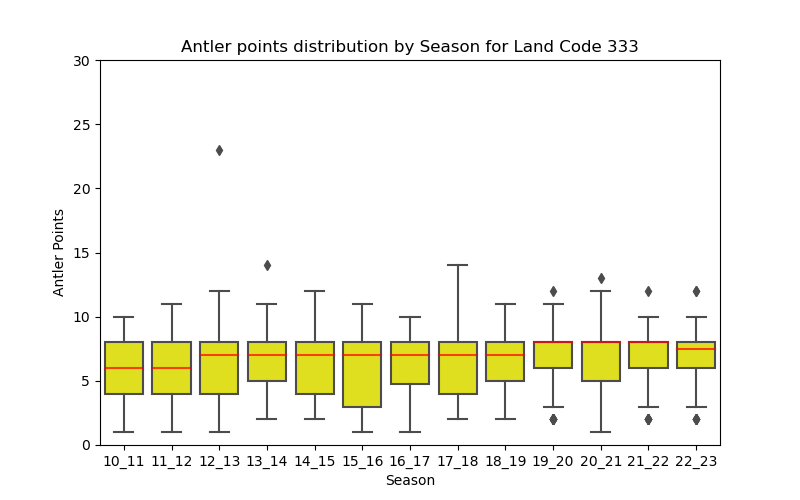 Antler points distribution by Season for Land Code 333
30
25
20
15
10
5
0
Antler Points
10_11 11_12 12_13 13_14 14_15 15_16 16_17 17_18 18_19 19_20 20_21 21_22 22_23
Season